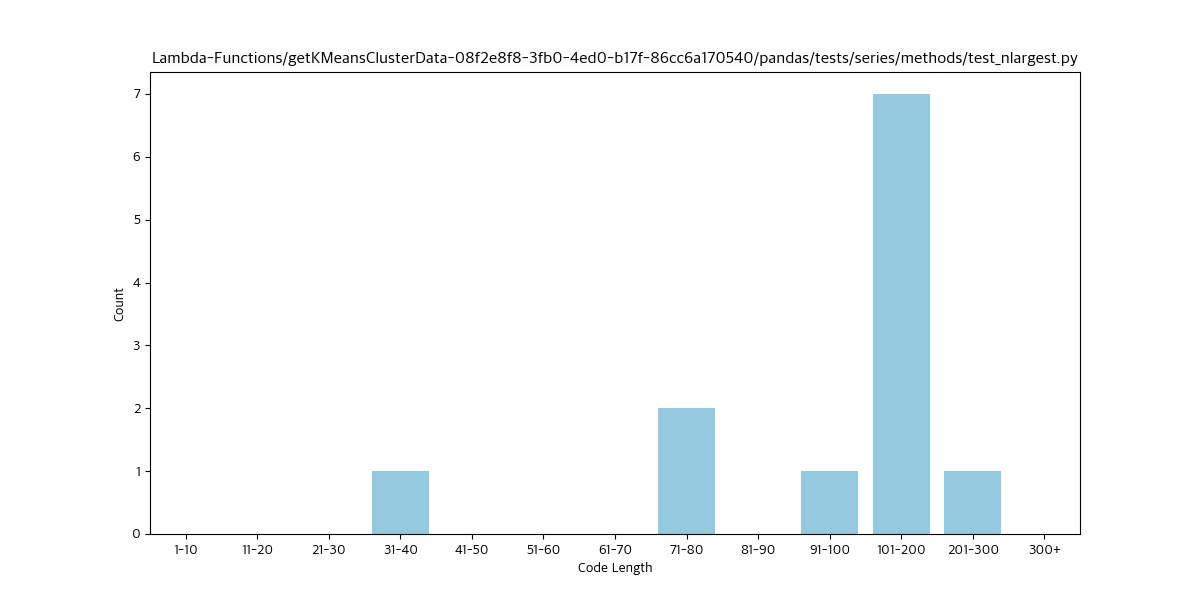 Lambda-Functions/getKMeansClusterData-08f2e8f8-3fb0-4ed0-b17f-86cc6a170540/pandas/tests/series/methods/test_nlargest.py
7
6
5
4
3
2
1
0
Count
1-10 11-20 21-30 31-40 41-50 51-60 61-70 71-80 81-90 91-100 101-200 201-300 300+
Code Length